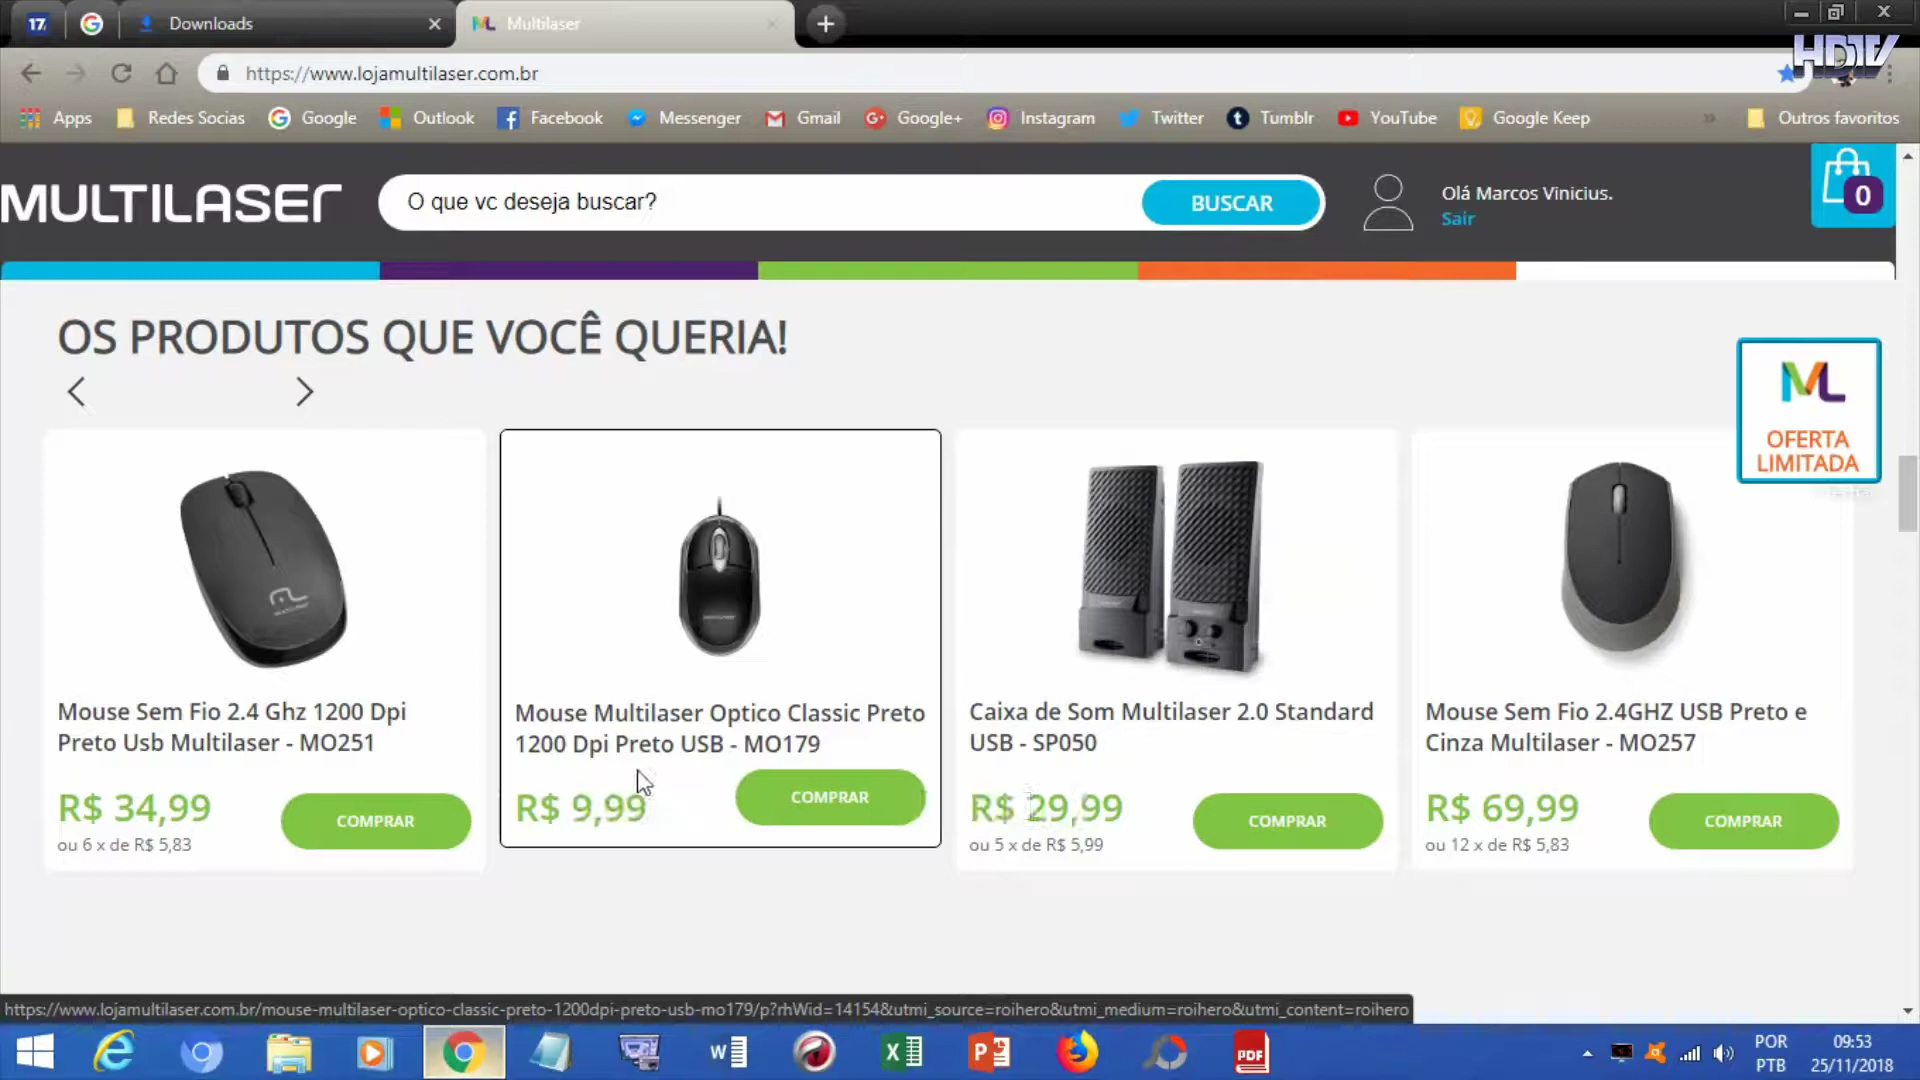 17
Downloads
Multilaser
HDTV
https://www.lojamultilaser.com.br
Apps
Redes Socias
Google
Outlook
Facebook
Messenger
Gmail
Google+
Instagram
Twitter
Tumblr
YouTube
Google Keep
Outros favoritos
MULTILASER
O que vc deseja buscar?
BUSCAR
Olá Marcos Vinicius.
Sair
0
OS PRODUTOS QUE VOCÊ QUERIA!
ML
OFERTA
LIMITADA
Mouse Sem Fio 2.4 Ghz 1200 Dpi
Preto Usb Multilaser - MO251
R$ 34,99
ou 6 x de R$ 5,83
COMPRAR
Mouse Multilaser Optico Classic Preto
1200 Dpi Preto USB - MO179
R$ 9,99
COMPRAR
Caixa de Som Multilaser 2.0 Standard
USB - SP050
R$ 29,99
ou 5 x de R$ 5,99
COMPRAR
Mouse Sem Fio 2.4GHZ USB Preto e
Cinza Multilaser - MO257
R$ 69,99
ou 12 x de R$ 5,83
COMPRAR
https://www.lojamultilaser.com.br/mouse-multilaser-optico-classic-preto-1200dpi-preto-usb-mo179/p?rhWid=14154&utmi_source=roihero&utmi_medium=roihero&utmi_content=roihero
PDF
POR
PTB
09:53
25/11/2018